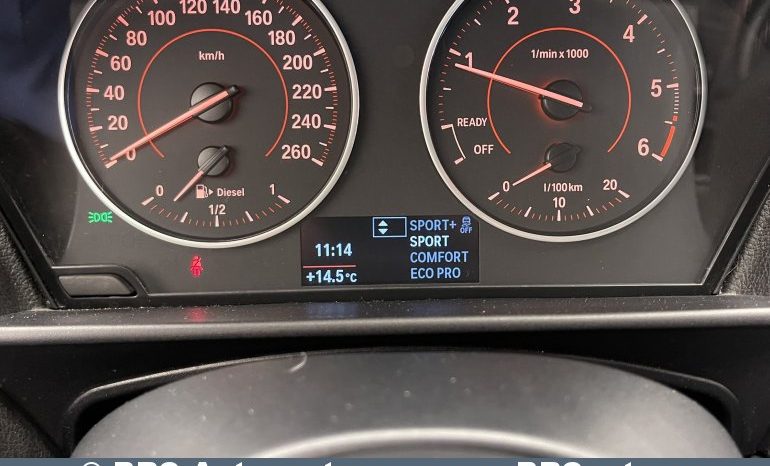 20 40 60 80 100 120 140 160 180 200 220 240 260
0
km/h
0 1/2 1
Diesel
1 2 3 4 5 6
1/min x 1000
READY
OFF
0 10 20
l/100 km
SPORT+
OFF
SPORT
11:14
COMFORT
+14.5°C
ECO PRO